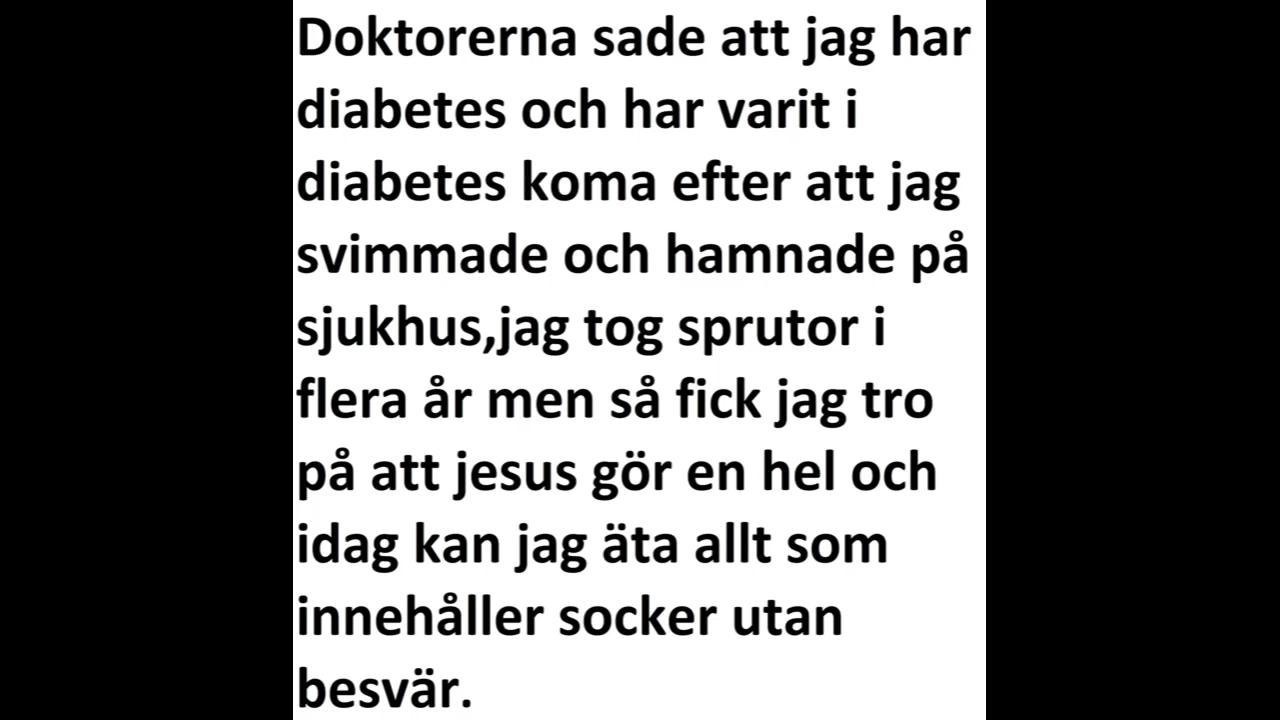 Doktorerna sade att jag har
diabetes och har varit i
diabetes koma efter att jag
svimmade och hamnade på
sjukhus,jag tog sprutor i
flera år men så fick jag tro
på att jesus gör en hel och
idag kan jag äta allt som
innehåller socker utan
besvär.